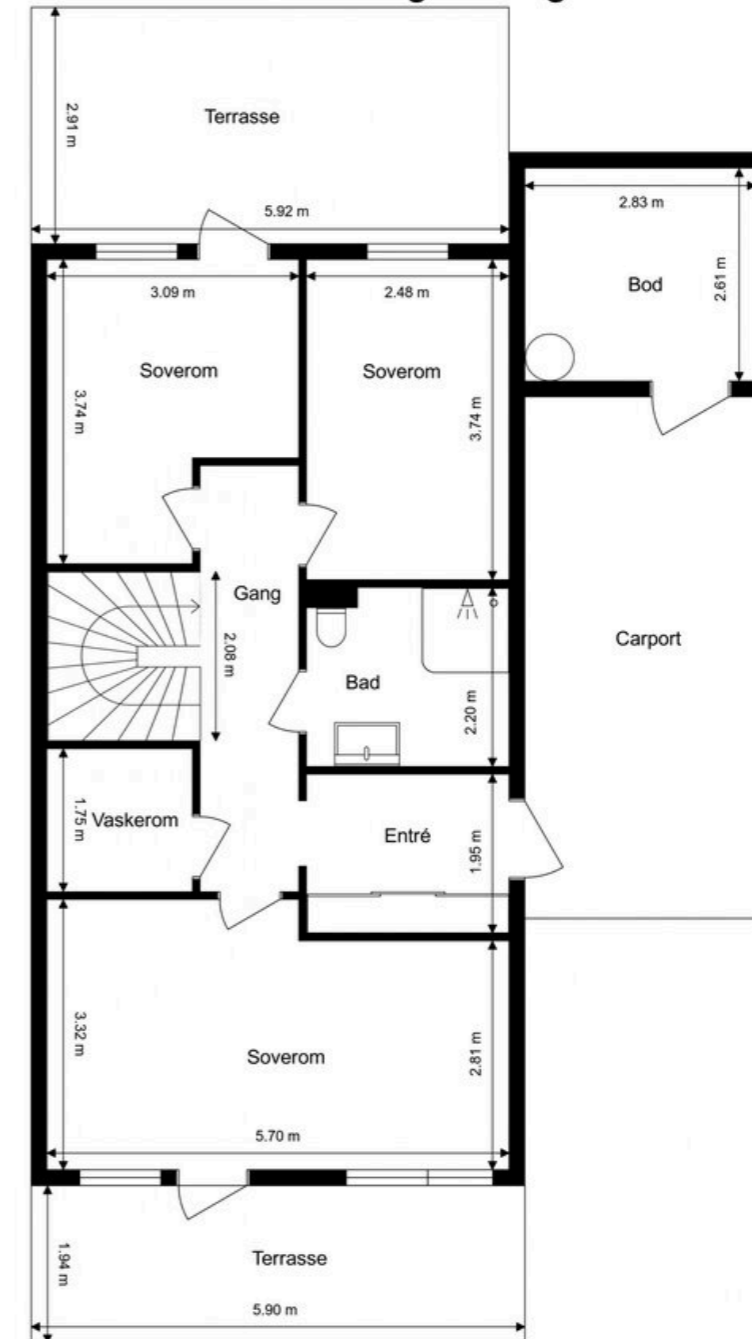 Terrasse
2.91 m
5.92 m
2.83 m
Bod
2.61 m
3.09 m
2.48 m
Soverom
Soverom
3.74 m
3.74 m
Gang
2.08 m
Carport
Bad
2.20 m
1.75 m
Vaskerom
Entré
1.95 m
3.32 m
Soverom
2.81 m
5.70 m
1.94 m
Terrasse
5.90 m